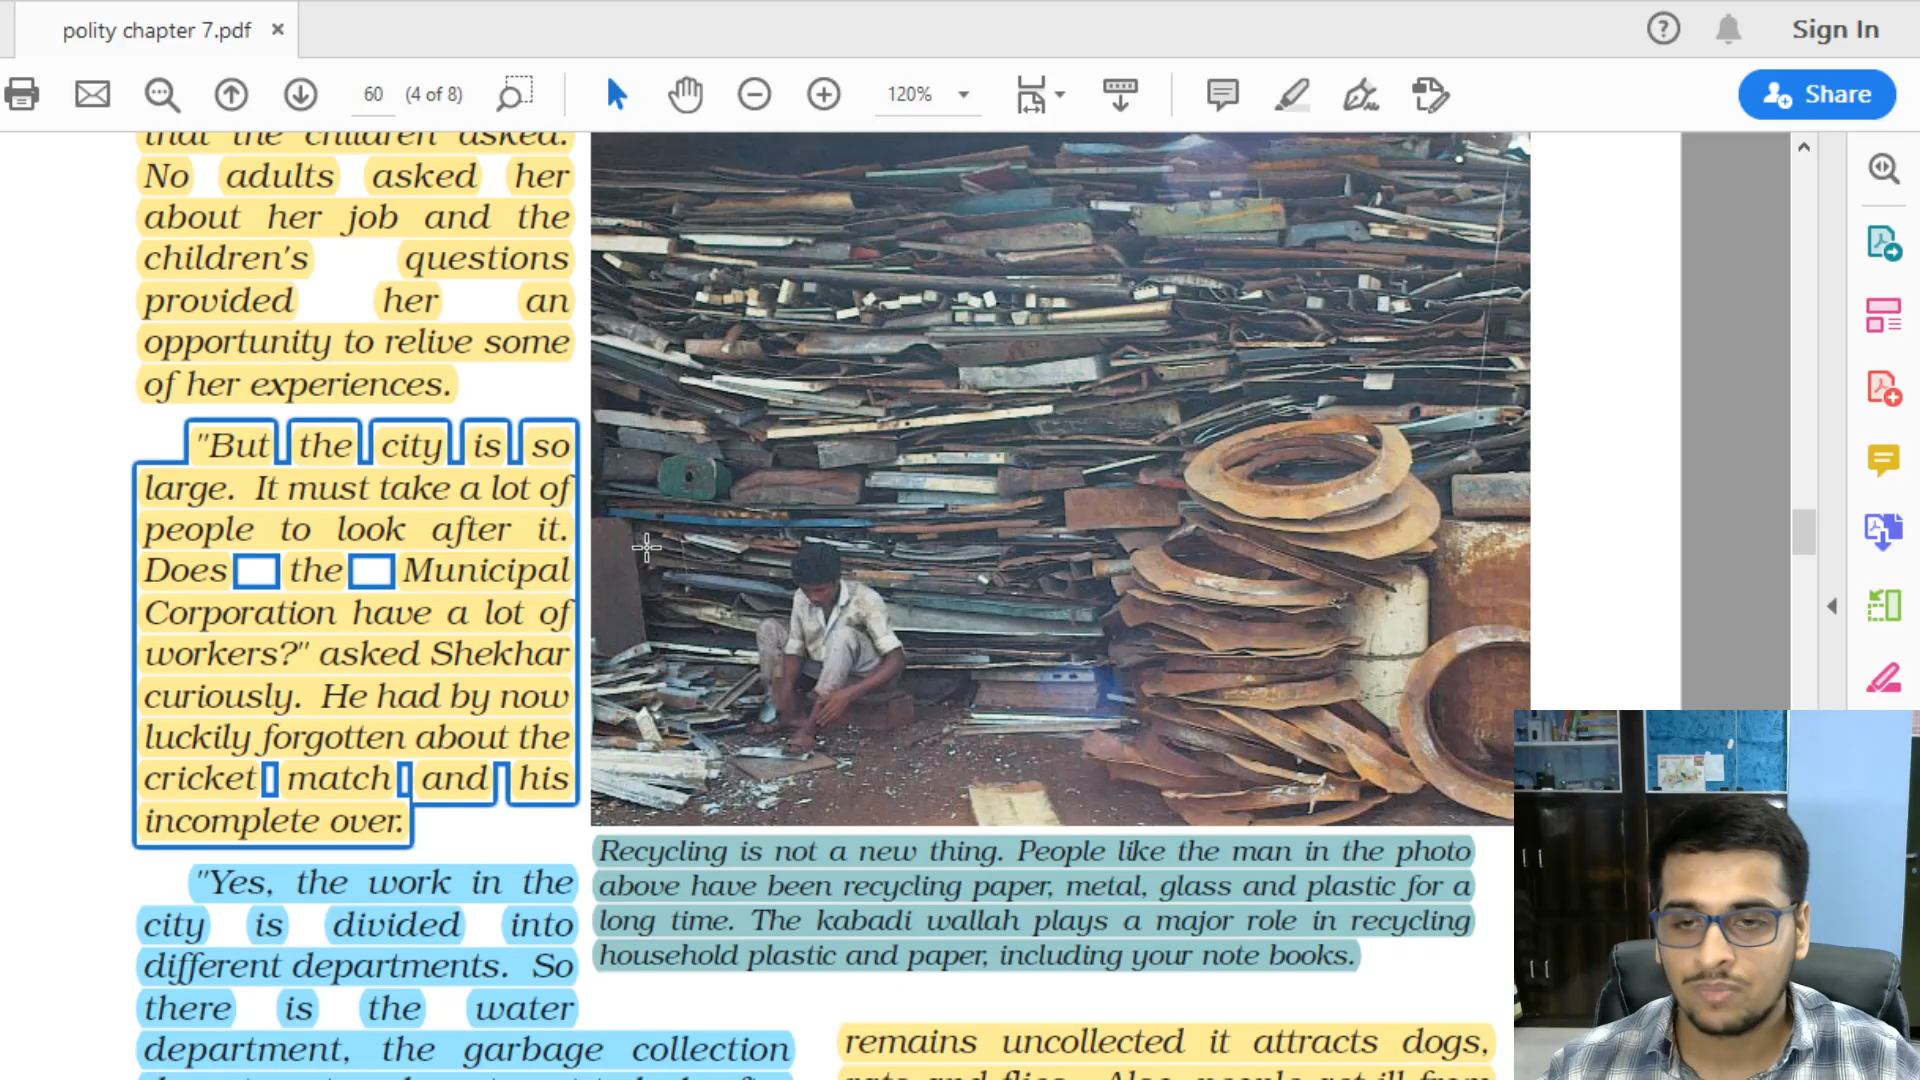 polity chapter 7.pdf
Sign In
60 (4 of 8)
120%
Share
that the children asked.
No adults asked her
about her job and the
children's questions
provided her an
opportunity to relive some
of her experiences.
"But the city is so
large. It must take a lot of
people to look after it.
Does the Municipal
Corporation have a lot of
workers?" asked Shekhar
curiously. He had by now
luckily forgotten about the
cricket match and his
incomplete over.
"Yes, the work in the
city is divided into
different departments. So
there is the water
department, the garbage collection
Recycling is not a new thing. People like the man in the photo
above have been recycling paper, metal, glass and plastic for a
long time. The kabadi wallah plays a major role in recycling
household plastic and paper, including your note books.
remains uncollected it attracts dogs,